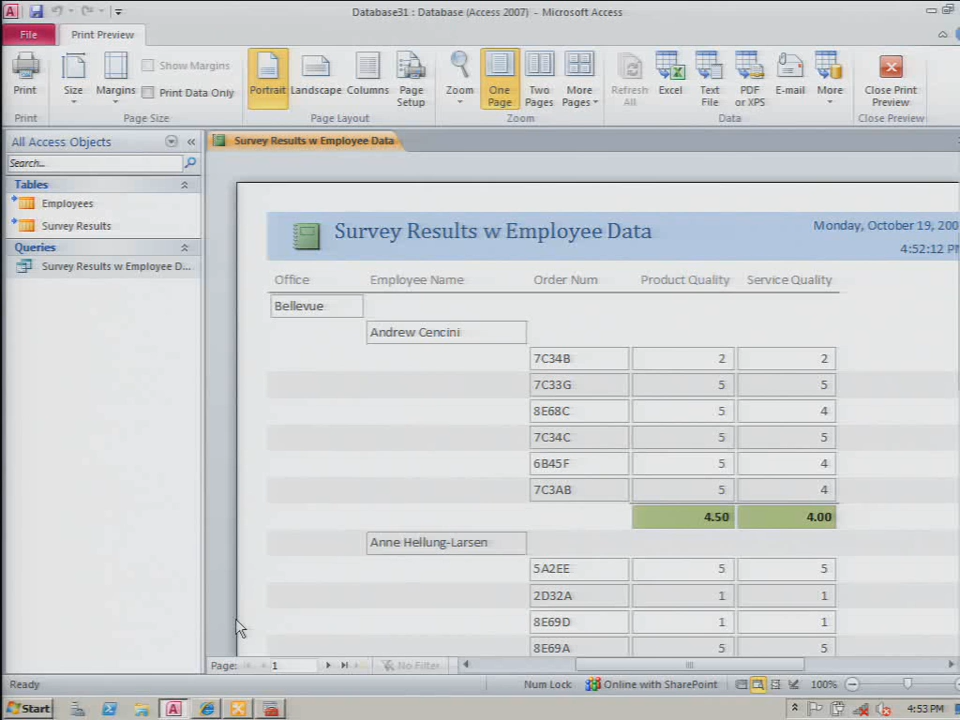 Database31 : Database (Access 2007) - Microsoft Access
File
Print Preview
Print
Size
Margins
Show Margins
Print Data Only
Portrait
Landscape
Columns
Page Setup
Zoom
One Page
Two Pages
More Pages
Refresh All
Excel
Text File
PDF or XPS
E-mail
More
Close Print Preview
Print
Page Size
Page Layout
Zoom
Data
Close Preview
All Access Objects
Search...
Tables
Employees
Survey Results
Queries
Survey Results w Employee D...
Survey Results w Employee Data
Survey Results w Employee Data
Monday, October 19, 200
4:52:12 PM
Office Employee Name Order Num Product Quality Service Quality
Bellevue
Andrew Cencini
7C34B 2 2
7C33G 5 5
8E68C 5 4
7C34C 5 5
6B45F 5 4
7C3AB 5 4
4.50 4.00
Anne Hellung-Larsen
5A2EE 5 5
2D32A 1 1
8E69D 1 1
8E69A 5 5
Page: 1 No Filter
Ready
Num Lock
Online with SharePoint
100%
Start
4:53 PM